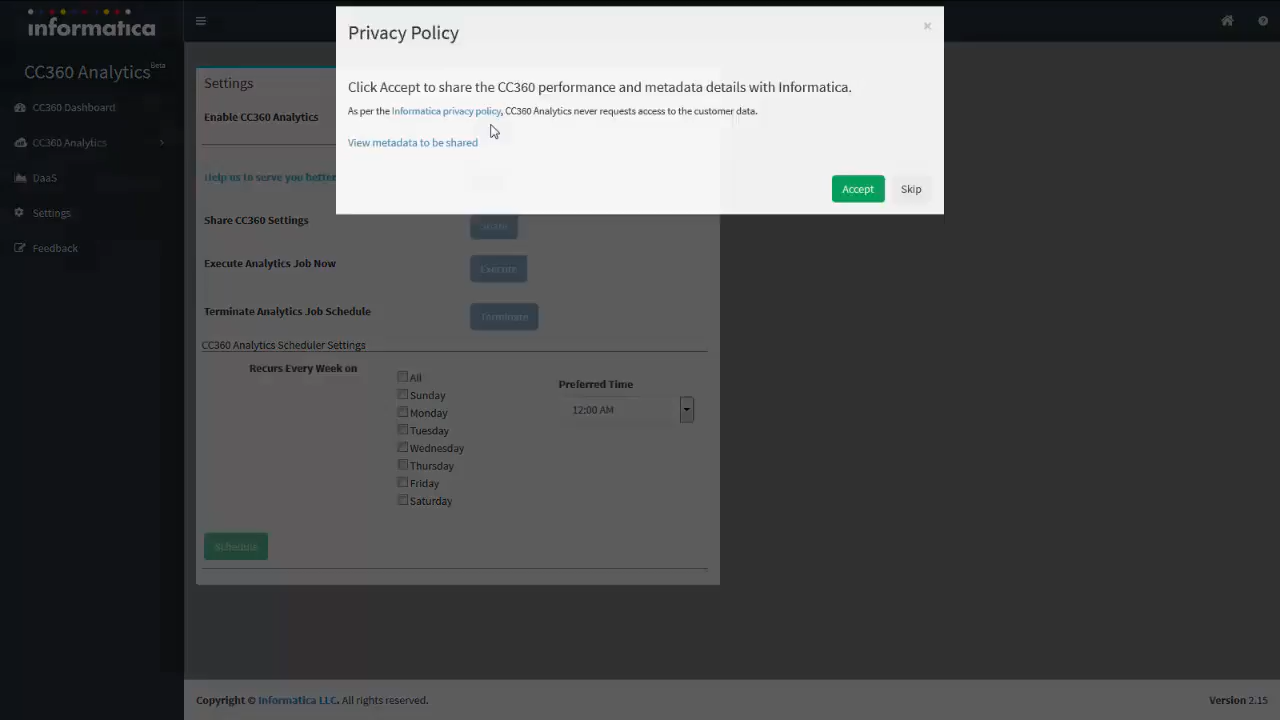 informatica
CC360 Analytics Beta
CC360 Dashboard
CC360 Analytics
DaaS
Settings
Feedback
Privacy Policy
×
Click Accept to share the CC360 performance and metadata details with Informatica.
As per the Informatica privacy policy, CC360 Analytics never requests access to the customer data.
View metadata to be shared
Accept
Skip
Settings
Enable CC360 Analytics
Help us to serve you better
Share CC360 Settings
Execute Analytics Job Now
Execute
Terminate Analytics Job Schedule
Terminate
CC360 Analytics Scheduler Settings
Recurs Every Week on
All
Sunday
Monday
Tuesday
Wednesday
Thursday
Friday
Saturday
Preferred Time
12:00 AM
Schedule
Copyright © Informatica LLC. All rights reserved.
Version 2.15